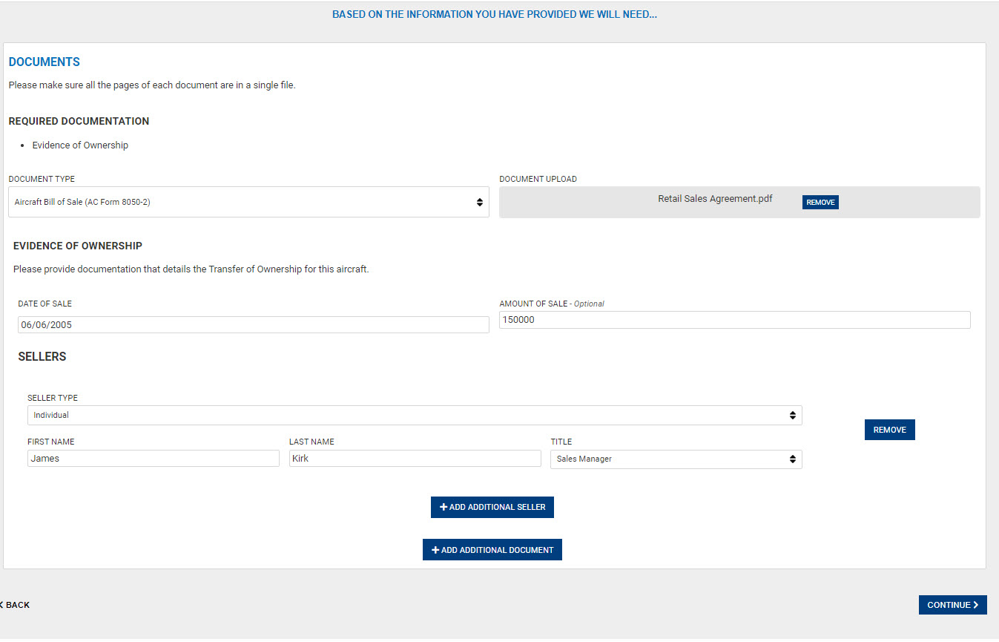 BASED ON THE INFORMATION YOU HAVE PROVIDED WE WILL NEED...
DOCUMENTS
Please make sure all the pages of each document are in a single file.
REQUIRED DOCUMENTATION
• Evidence of Ownership
DOCUMENT TYPE
Aircraft Bill of Sale (AC Form 8050-2)
DOCUMENT UPLOAD
Retail Sales Agreement.pdf
REMOVE
EVIDENCE OF OWNERSHIP
Please provide documentation that details the Transfer of Ownership for this aircraft.
DATE OF SALE
06/06/2005
AMOUNT OF SALE - Optional
150000
SELLERS
SELLER TYPE
Individual
REMOVE
FIRST NAME
James
LAST NAME
Kirk
TITLE
Sales Manager
+ ADD ADDITIONAL SELLER
+ ADD ADDITIONAL DOCUMENT
BACK
CONTINUE